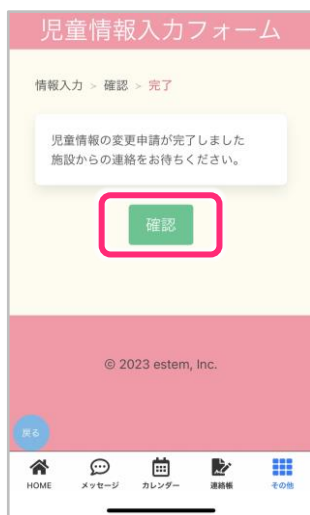 児童情報入力フォーム
情報入力 > 確認 > 完了
児童情報の変更申請が完了しました
施設からの連絡をお待ちください。
確認
© 2023 estem, Inc.
戻る
HOME メッセージ カレンダー 連絡帳 その他